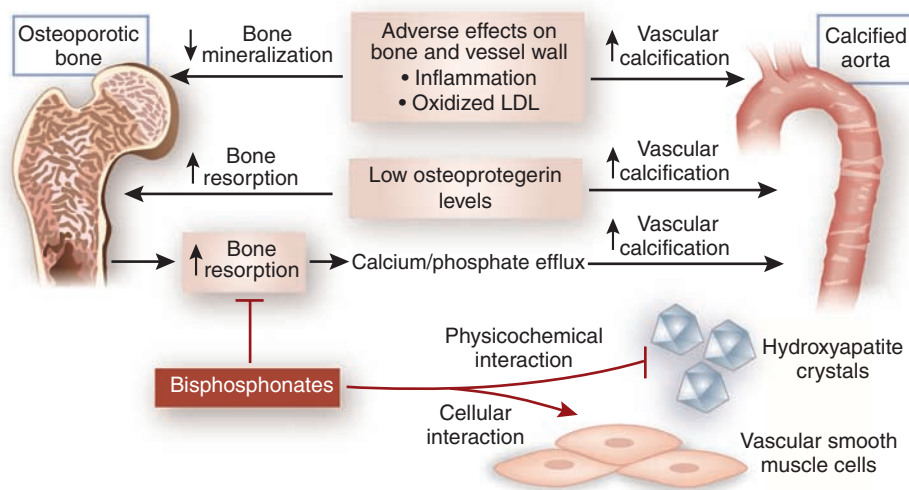 Osteoporotic
bone
Bone
mineralization
Adverse effects on
bone and vessel wall
• Inflammation
• Oxidized LDL
Vascular
calcification
Calcified
aorta
Bone
resorption
Low osteoprotegerin
levels
Vascular
calcification
Bone
resorption
Calcium/phosphate efflux
Vascular
calcification
Physicochemical
interaction
Hydroxyapatite
crystals
Bisphosphonates
Cellular
interaction
Vascular smooth
muscle cells